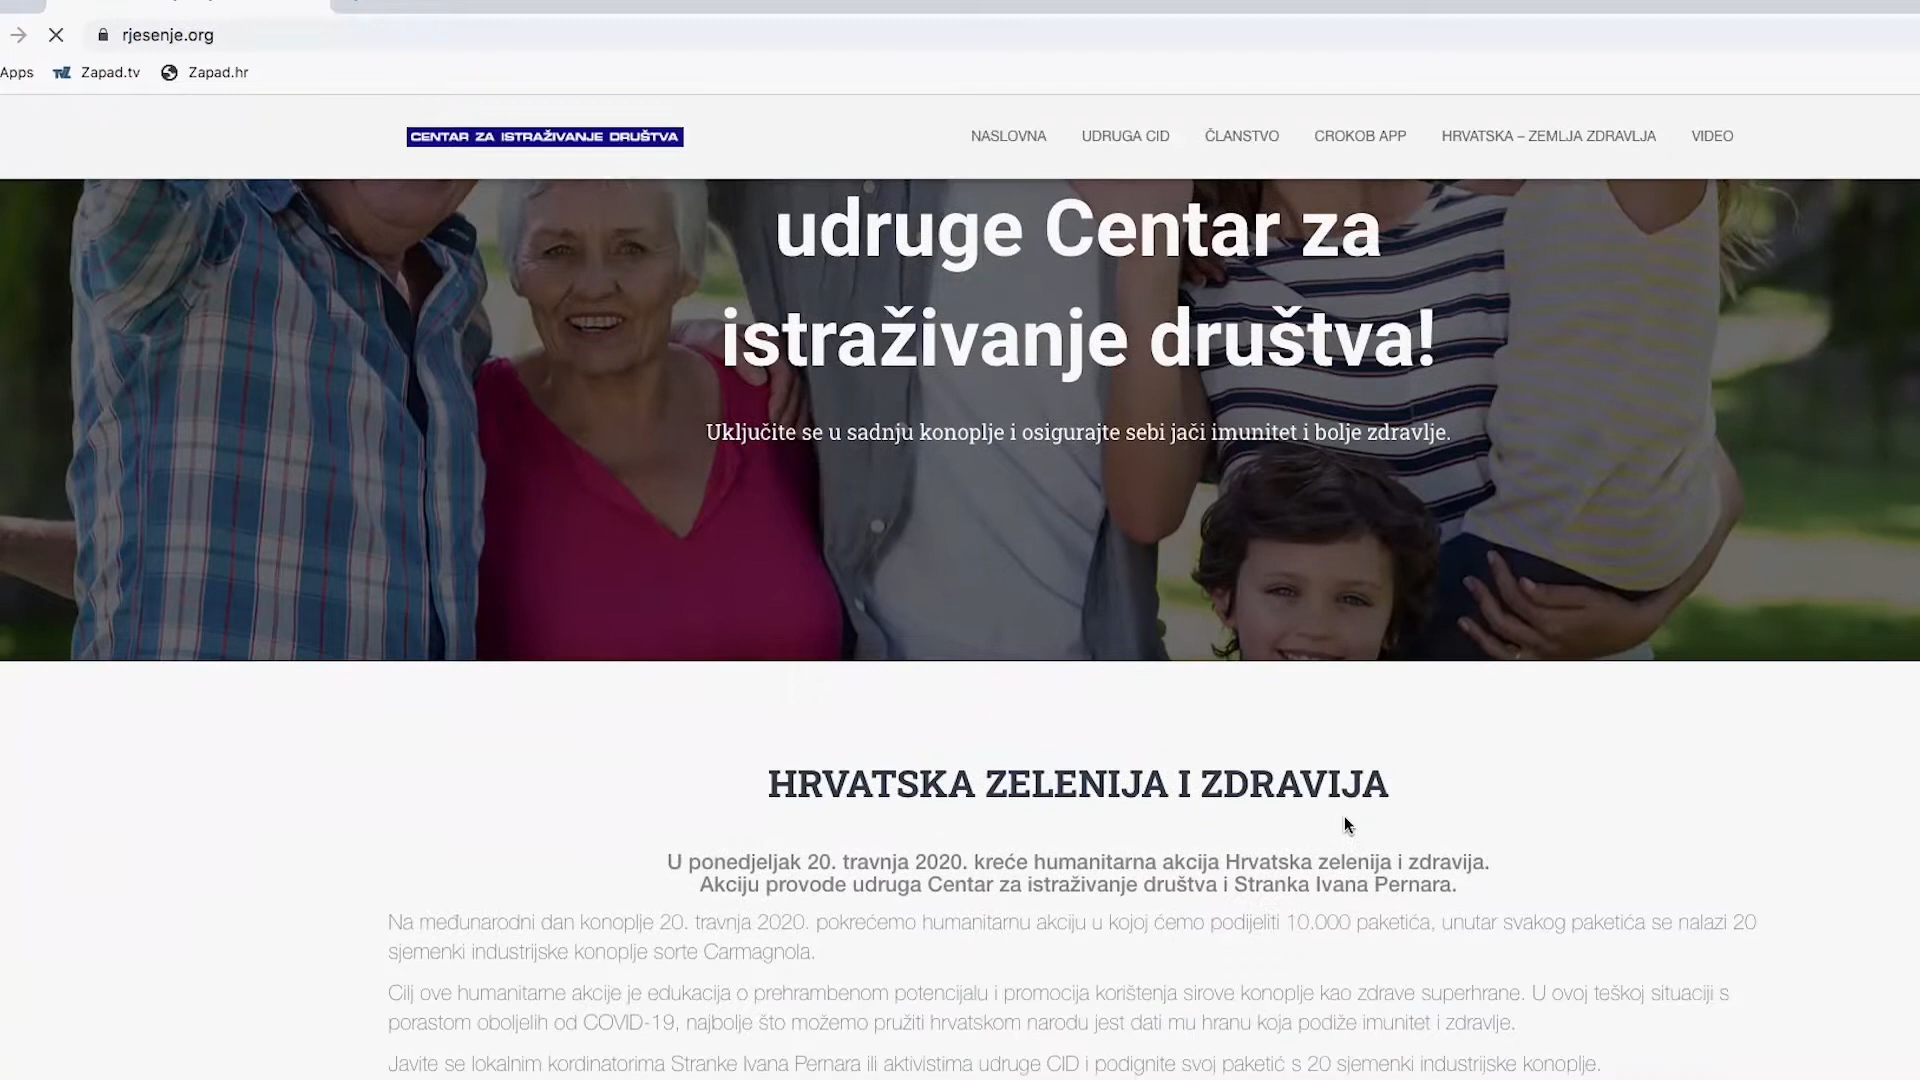 rjesenje.org
Apps Zapad.tv Zapad.hr
CENTAR ZA ISTRAŽIVANJE DRUŠTVA
NASLOVNA UDRUGA CID ČLANSTVO CROKOB APP HRVATSKA – ZEMLJA ZDRAVLJA VIDEO
udruge Centar za
istraživanje društva!
Uključite se u sadnju konoplje i osigurajte sebi jači imunitet i bolje zdravlje.
HRVATSKA ZELENIJA I ZDRAVIJA
U ponedjeljak 20. travnja 2020. kreće humanitarna akcija Hrvatska zelenija i zdravija.
Akciju provode udruga Centar za istraživanje društva i Stranka Ivana Pernara.
Na međunarodni dan konoplje 20. travnja 2020. pokrećemo humanitarnu akciju u kojoj ćemo podijeliti 10.000 paketića, unutar svakog paketića se nalazi 20
sjemenki industrijske konoplje sorte Carmagnola.
Cilj ove humanitarne akcije je edukacija o prehrambenom potencijalu i promocija korištenja sirove konoplje kao zdrave superhrane. U ovoj teškoj situaciji s
porastom oboljelih od COVID-19, najbolje što možemo pružiti hrvatskom narodu jest dati mu hranu koja podiže imunitet i zdravlje.
Javite se lokalnim kordinatorima Stranke Ivana Pernara ili aktivistima udruge CID i podignite svoj paketić s 20 sjemenki industrijske konoplje.